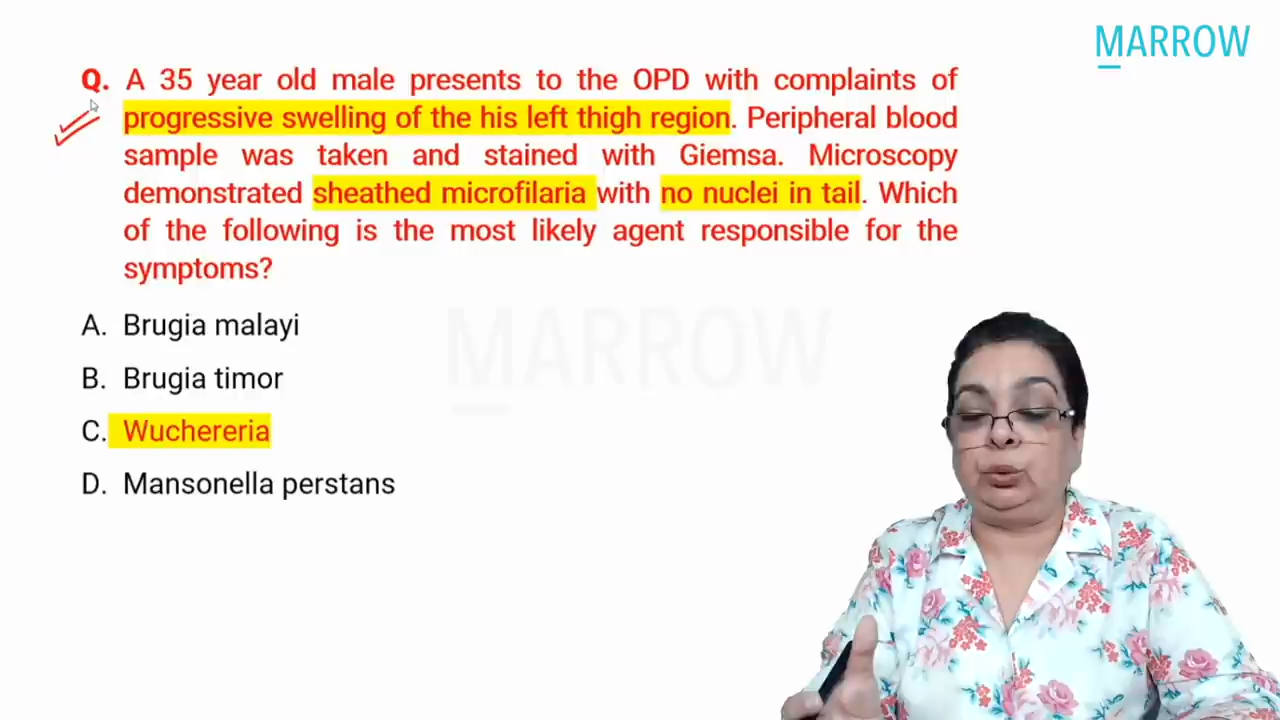 MARROW
Q. A 35 year old male presents to the OPD with complaints of
progressive swelling of the his left thigh region. Peripheral blood
sample was taken and stained with Giemsa. Microscopy
demonstrated sheathed microfilaria with no nuclei in tail. Which
of the following is the most likely agent responsible for the
symptoms?
A. Brugia malayi
MARROW
B. Brugia timor
C. Wuchereria
D. Mansonella perstans